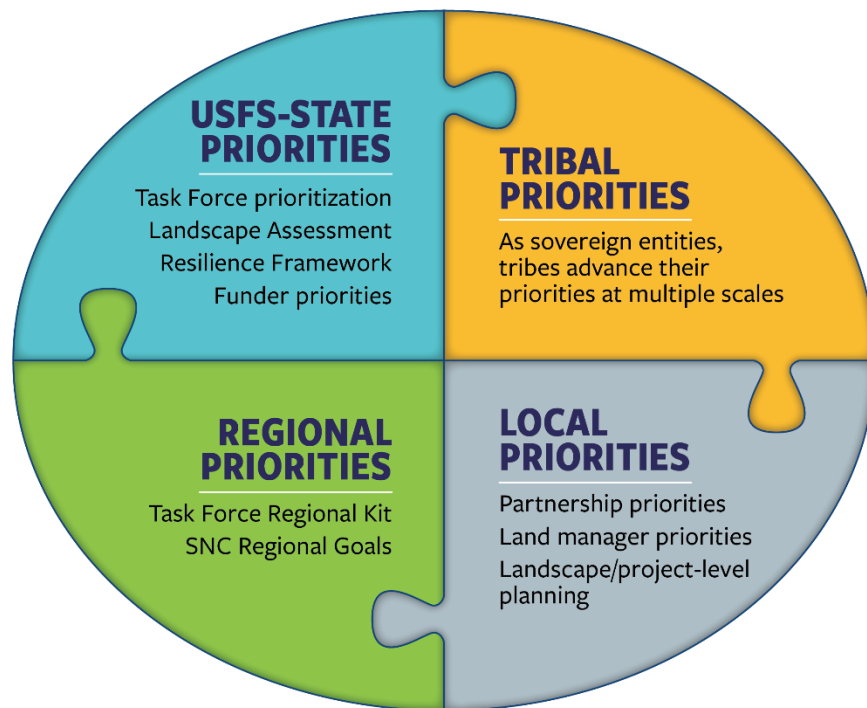 USFS-STATE
PRIORITIES
Task Force prioritization
Landscape Assessment
Resilience Framework
Funder priorities
TRIBAL
PRIORITIES
As sovereign entities,
tribes advance their
priorities at multiple scales
REGIONAL
PRIORITIES
Task Force Regional Kit
SNC Regional Goals
LOCAL
PRIORITIES
Partnership priorities
Land manager priorities
Landscape/project-level
planning